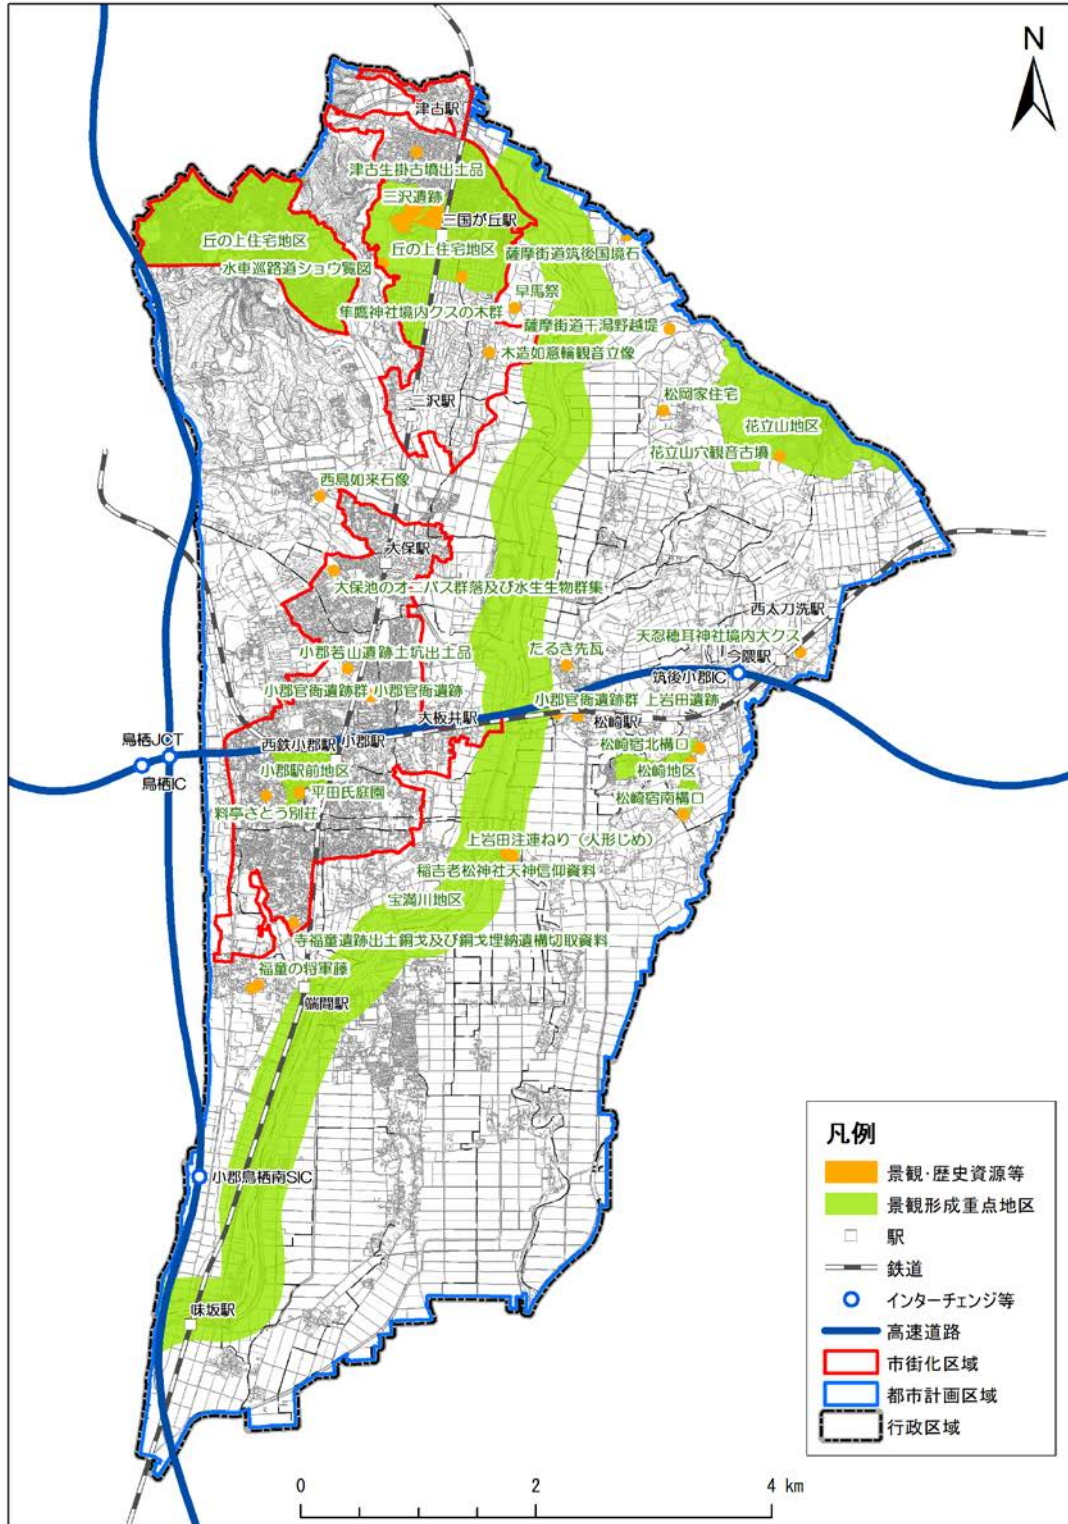 N
津古駅
津古生掛古墳出土品
三沢遺跡
三国が丘駅
丘の上住宅地区
丘の上住宅地区
薩摩街道筑後国境石
水車巡路道ショウ覧図
早馬祭
隼鷹神社境内クスの木群
薩摩街道干潟野越堤
木造如意輪観音立像
三沢駅
松岡家住宅
花立山地区
花立山穴観音古墳
西島如来石像
大保駅
大保池のオニバス群落及び水生生物群集
西太刀洗駅
天忍穂耳神社境内大クス
たるき先瓦
今隈駅
小郡若山遺跡土坑出土品
筑後小郡IC
小郡官衙遺跡群 小郡官衙遺跡
小郡官衙遺跡群 上岩田遺跡
大板井駅
松崎駅
鳥栖JCT
西鉄小郡駅
小郡駅
松崎宿北構口
鳥栖IC
小郡駅前地区
松崎地区
平田氏庭園
松崎宿南構口
料亭さとう別荘
上岩田注連ねり（人形じめ）
稲吉老松神社天神信仰資料
宝満川地区
寺福童遺跡出土銅戈及び銅戈埋納遺構切取資料
福童の将軍藤
端間駅
小郡鳥栖南SIC
味坂駅
凡例
景観・歴史資源等
景観形成重点地区
駅
鉄道
インターチェンジ等
高速道路
市街化区域
都市計画区域
行政区域
0 2 4 km